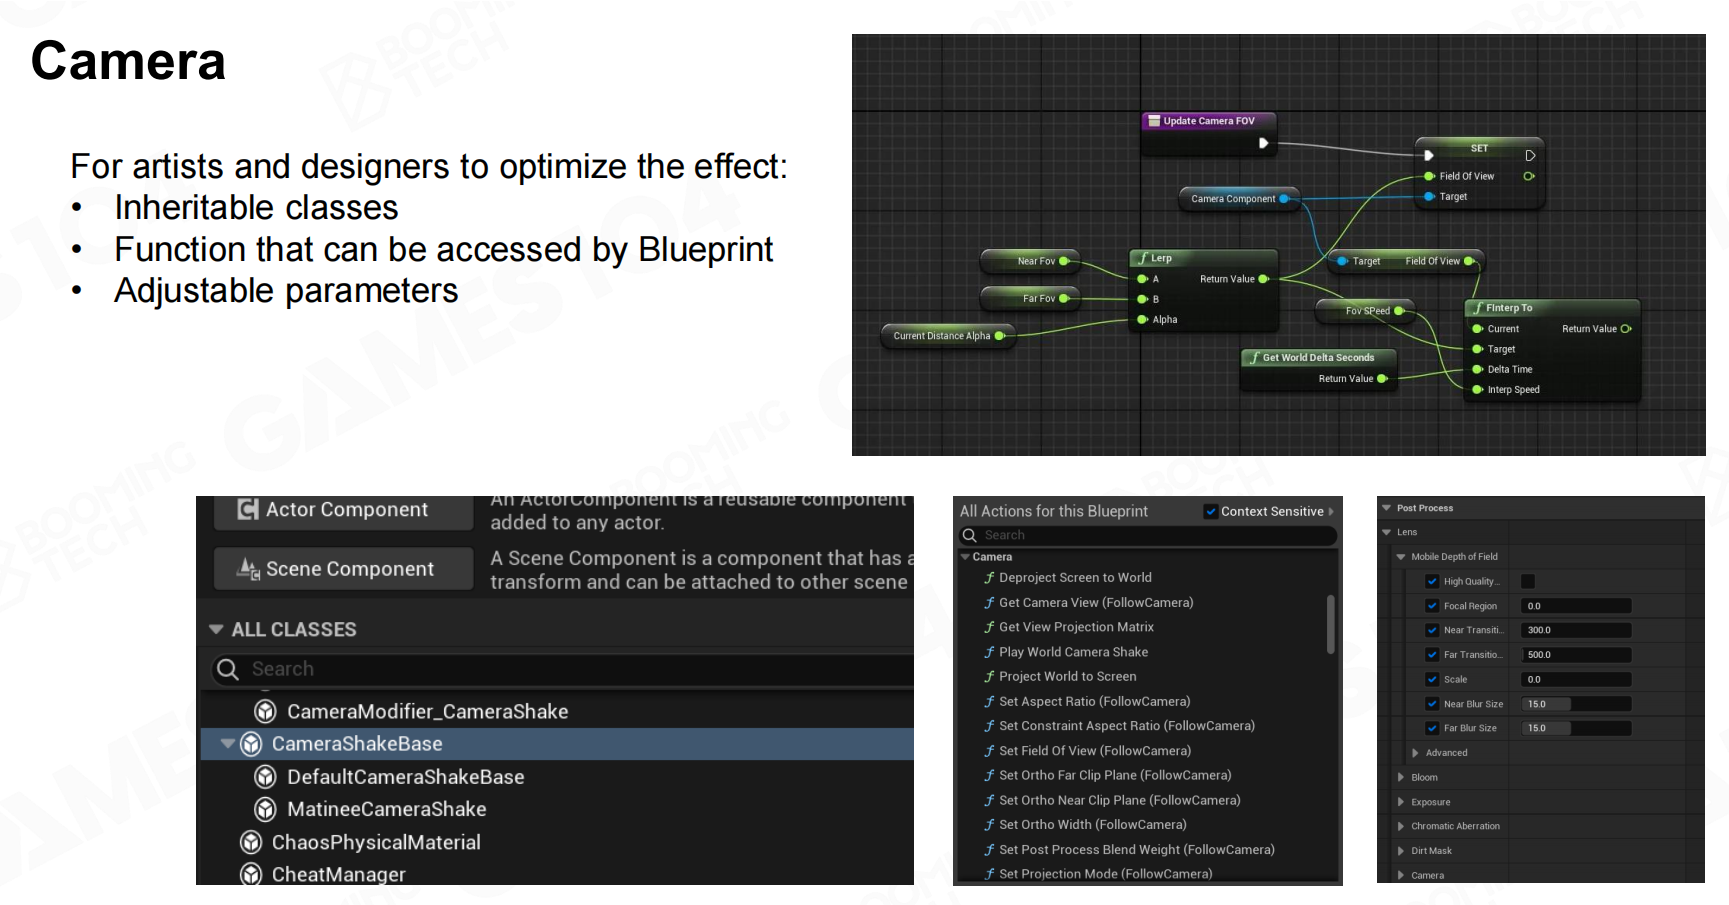 Camera
For artists and designers to optimize the effect:
• Inheritable classes
• Function that can be accessed by Blueprint
• Adjustable parameters
Update Camera FOV
SET
Field Of View
Target
Camera Component
Near Fov
Far Fov
Current Distance Alpha
Lerp
A
Return Value
B
Alpha
Target
Field Of View
Fov SPeed
Get World Delta Seconds
Return Value
FInterp To
Current
Return Value
Target
Delta Time
Interp Speed
Actor Component
An ActorComponent is a reusable component
added to any actor.
Scene Component
A Scene Component is a component that has a
transform and can be attached to other scene
ALL CLASSES
Search
CameraModifier_CameraShake
CameraShakeBase
DefaultCameraShakeBase
MatineeCameraShake
ChaosPhysicalMaterial
CheatManager
All Actions for this Blueprint
Context Sensitive
Search
Camera
Deproject Screen to World
Get Camera View (FollowCamera)
Get View Projection Matrix
Play World Camera Shake
Project World to Screen
Set Aspect Ratio (FollowCamera)
Set Constraint Aspect Ratio (FollowCamera)
Set Field Of View (FollowCamera)
Set Ortho Far Clip Plane (FollowCamera)
Set Ortho Near Clip Plane (FollowCamera)
Set Ortho Width (FollowCamera)
Set Post Process Blend Weight (FollowCamera)
Set Projection Mode (FollowCamera)
Post Process
Lens
Mobile Depth of Field
High Quality...
Focal Region 0.0
Near Transiti... 300.0
Far Transitio... 500.0
Scale 0.0
Near Blur Size 15.0
Far Blur Size 15.0
Advanced
Bloom
Exposure
Chromatic Aberration
Dirt Mask
Camera
BOOMING
TECH
GAMES104